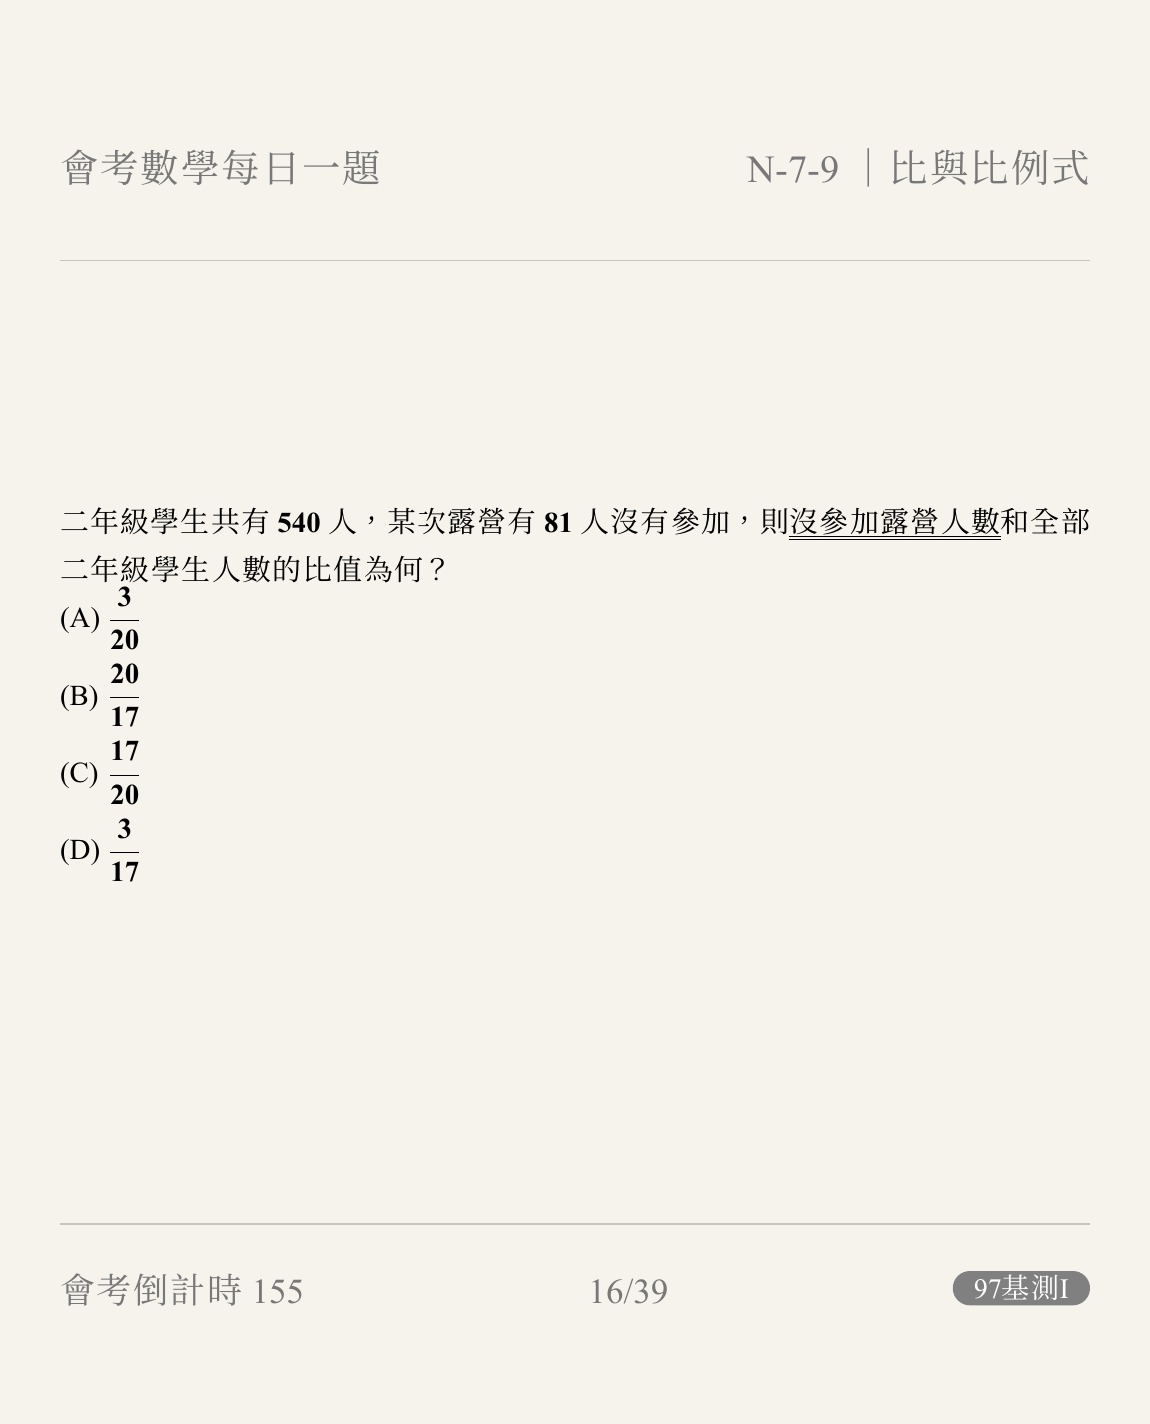 會考數學每日一題
N-7-9 ｜比與比例式
二年級學生共有 540 人，某次露營有 81 人沒有參加，則沒參加露營人數和全部
二年級學生人數的比值為何？
(A) 3/20
(B) 20/17
(C) 17/20
(D) 3/17
會考倒計時 155
16/39
97基測I